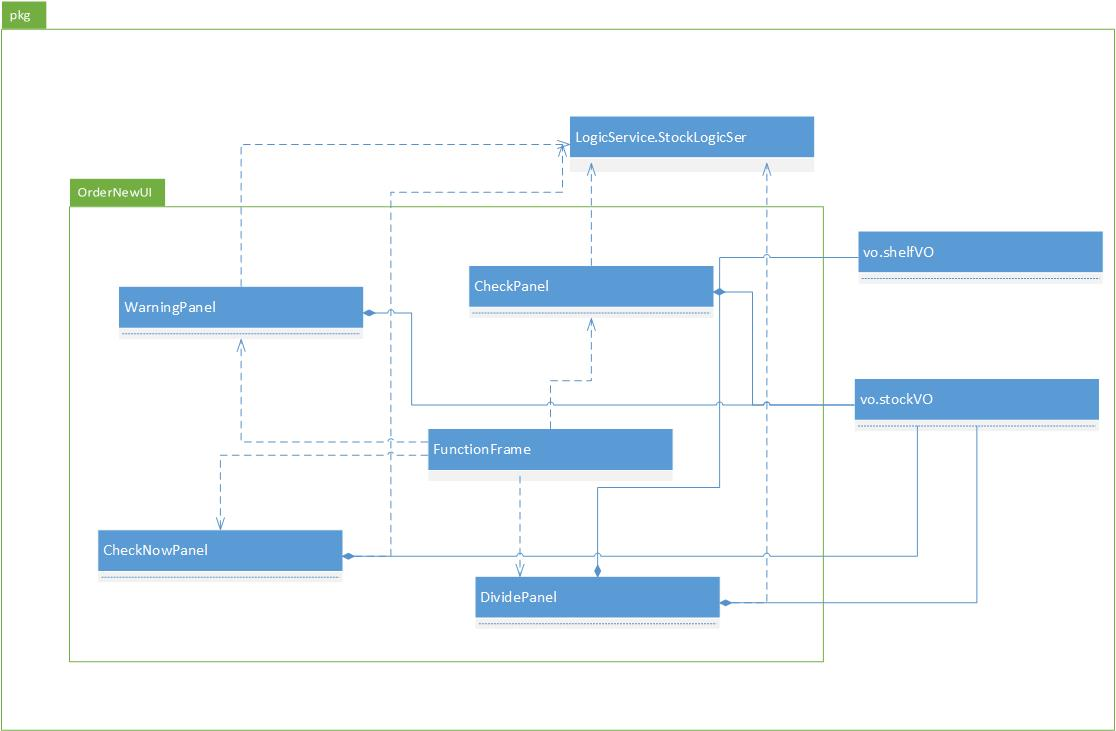 pkg
LogicService.StockLogicSer
OrderNewUI
vo.shelfVO
CheckPanel
WarningPanel
vo.stockVO
FunctionFrame
CheckNowPanel
DividePanel